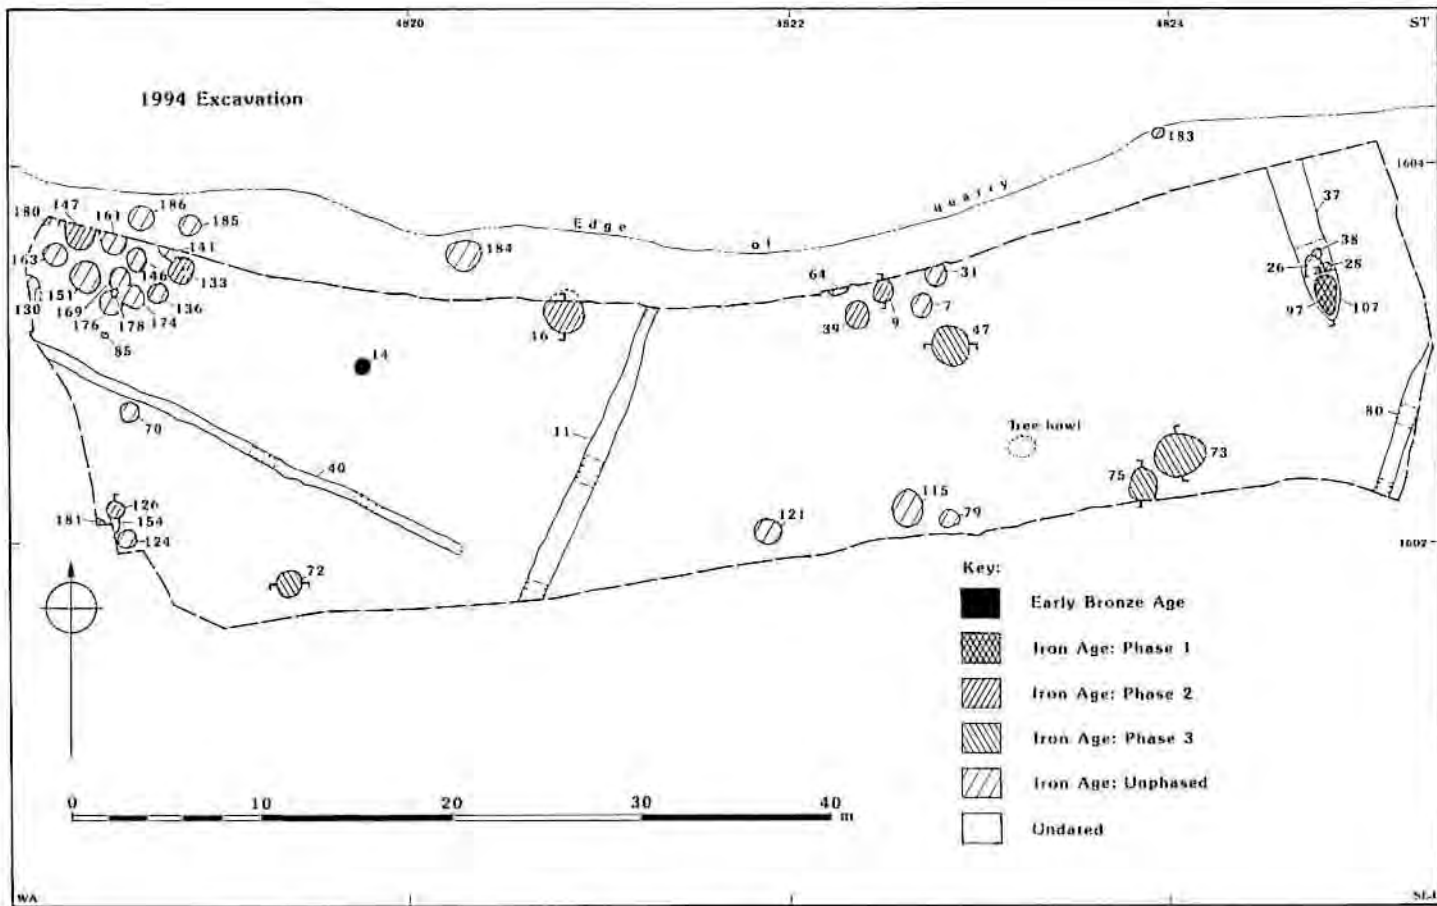 4820 4822 4824 ST
1994 Excavation
183
1604
147 161 186 185
180
37
Edge of quarry
184
141
38
163
64 31
26 28
151 146 133
130
169 136
176 178 174
16
39 9 7
47
97 107
85
14
11
80
70
Tree bowl
40
73
75
115
126
79
181 154
121
124
1602
72
Key:
Early Bronze Age
Iron Age: Phase 1
Iron Age: Phase 2
Iron Age: Phase 3
Iron Age: Unphased
Undated
0 10 20 30 40
m
WA